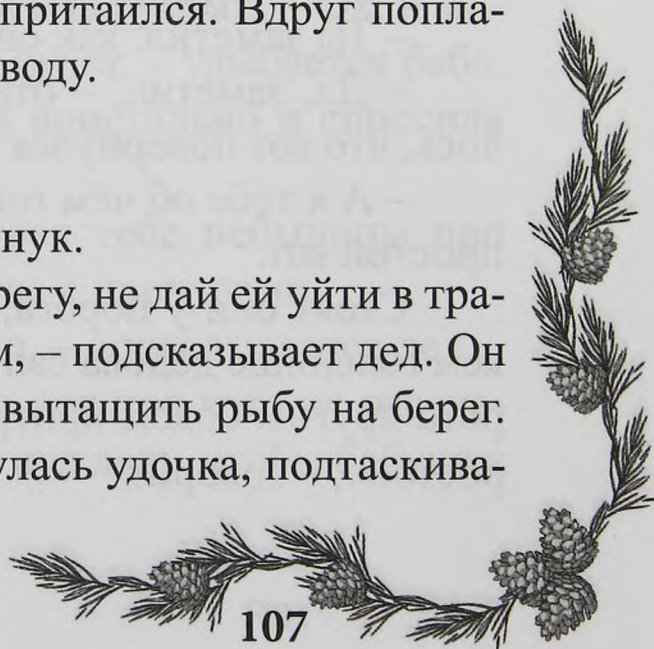 притаился. Вдруг попла-
воду.
нук.
регу, не дай ей уйти в тра-
м, – подсказывает дед. Он
вытащить рыбу на берег.
улась удочка, подтаскива-
107